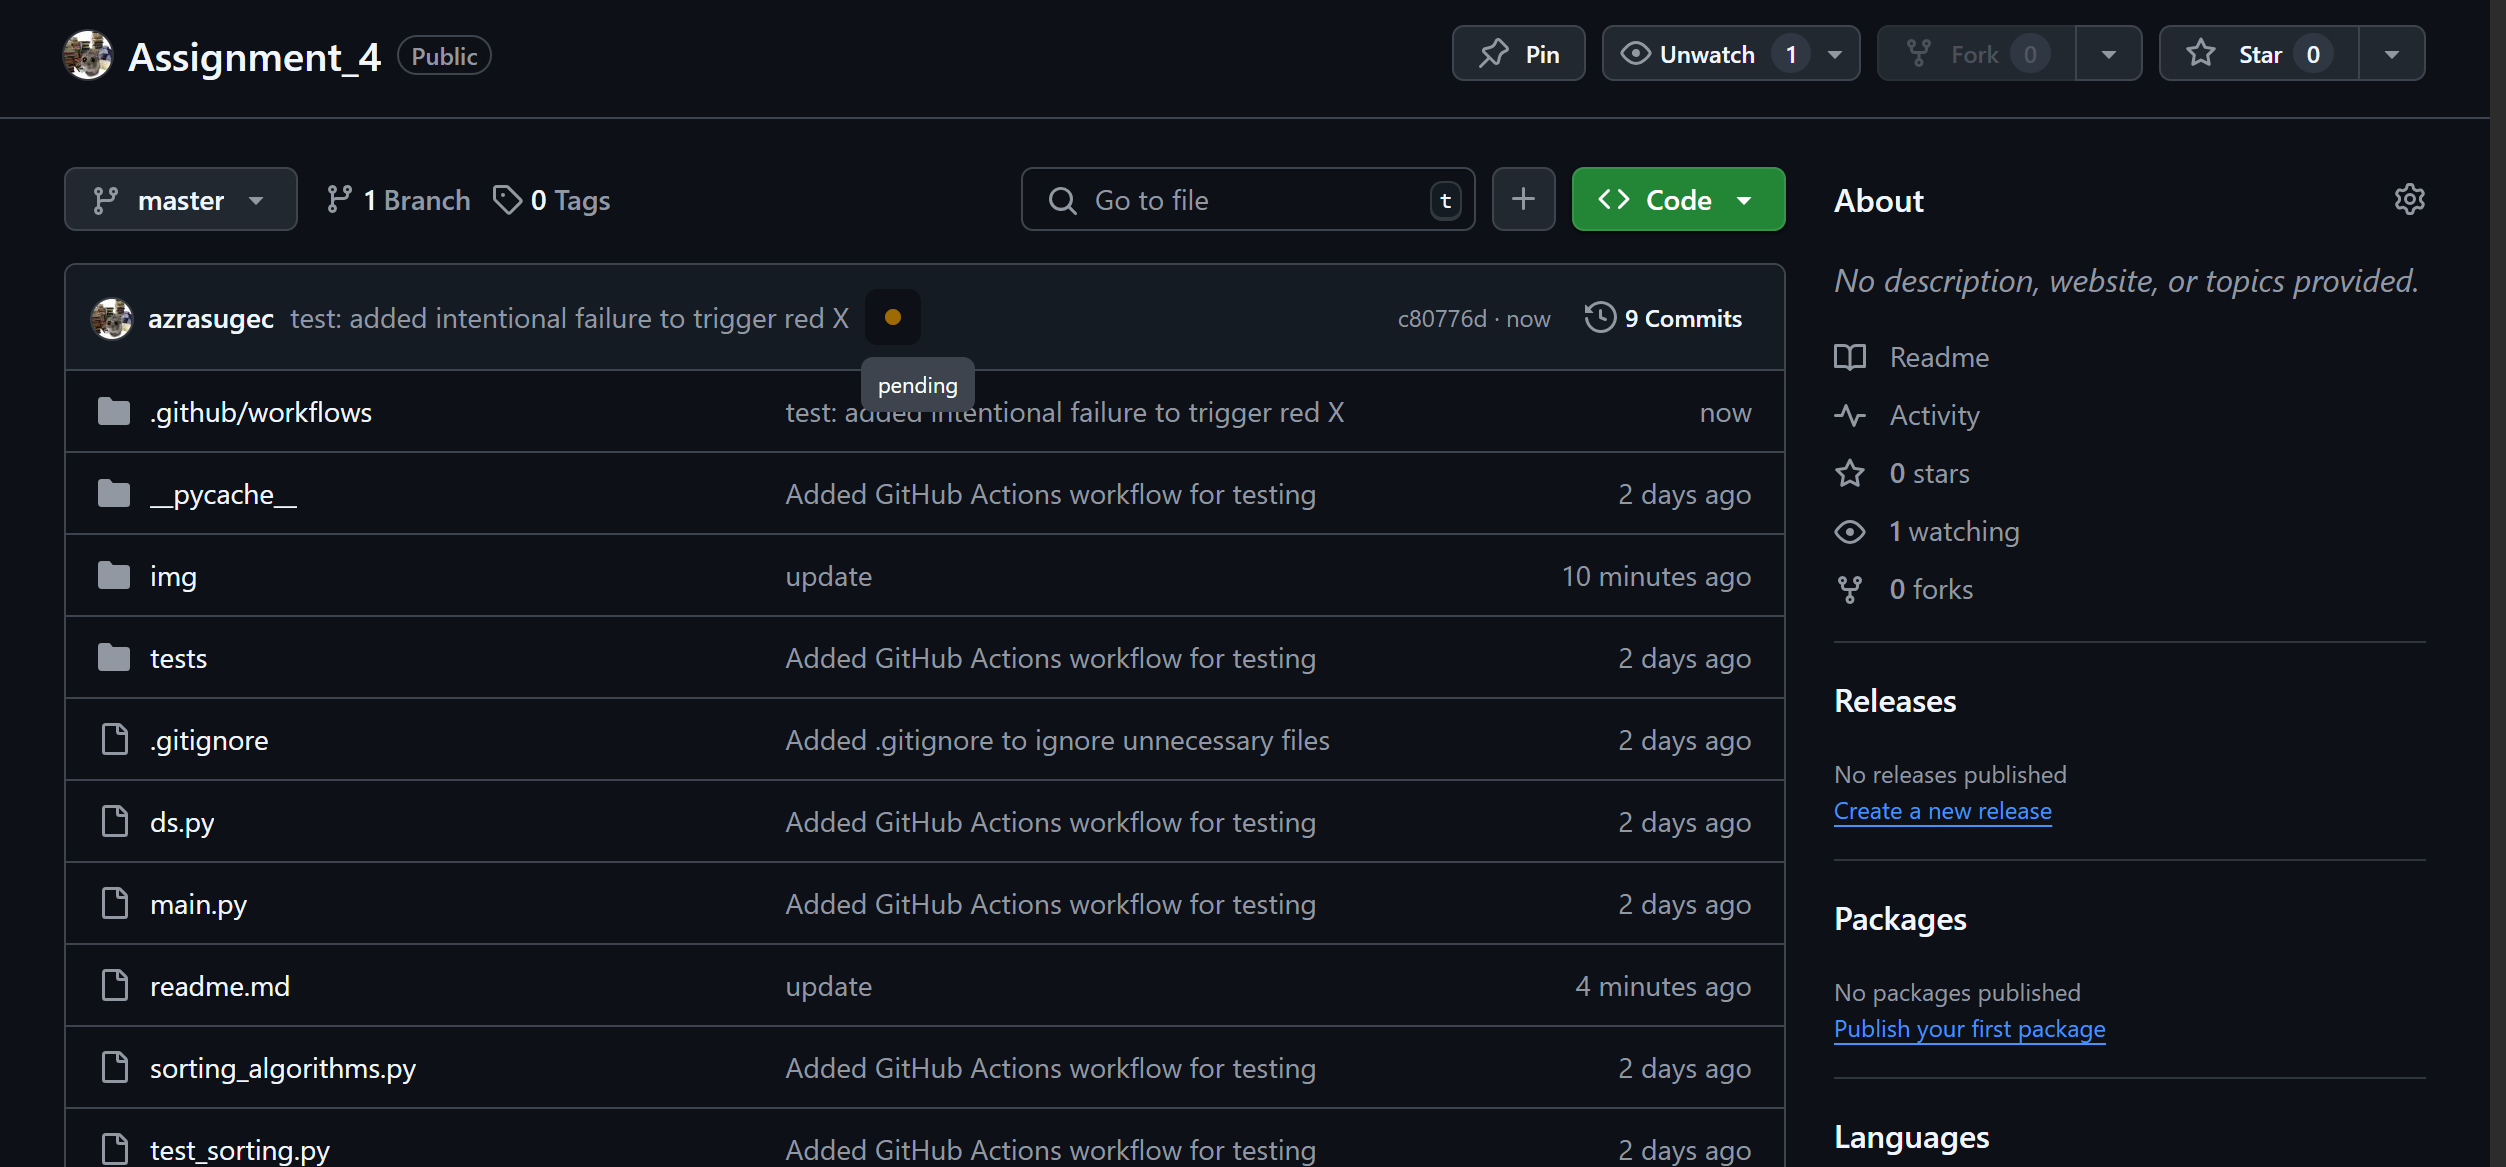 Assignment_4 Public Pin Unwatch 1 Fork 0 Star 0
master 1 Branch 0 Tags Go to file t Code
azrasugec test: added intentional failure to trigger red X c80776d · now 9 Commits
pending
.github/workflows test: added intentional failure to trigger red X now
__pycache__ Added GitHub Actions workflow for testing 2 days ago
img update 10 minutes ago
tests Added GitHub Actions workflow for testing 2 days ago
.gitignore Added .gitignore to ignore unnecessary files 2 days ago
ds.py Added GitHub Actions workflow for testing 2 days ago
main.py Added GitHub Actions workflow for testing 2 days ago
readme.md update 4 minutes ago
sorting_algorithms.py Added GitHub Actions workflow for testing 2 days ago
test_sorting.py Added GitHub Actions workflow for testing 2 days ago
About
No description, website, or topics provided.
Readme
Activity
0 stars
1 watching
0 forks
Releases
No releases published
Create a new release
Packages
No packages published
Publish your first package
Languages